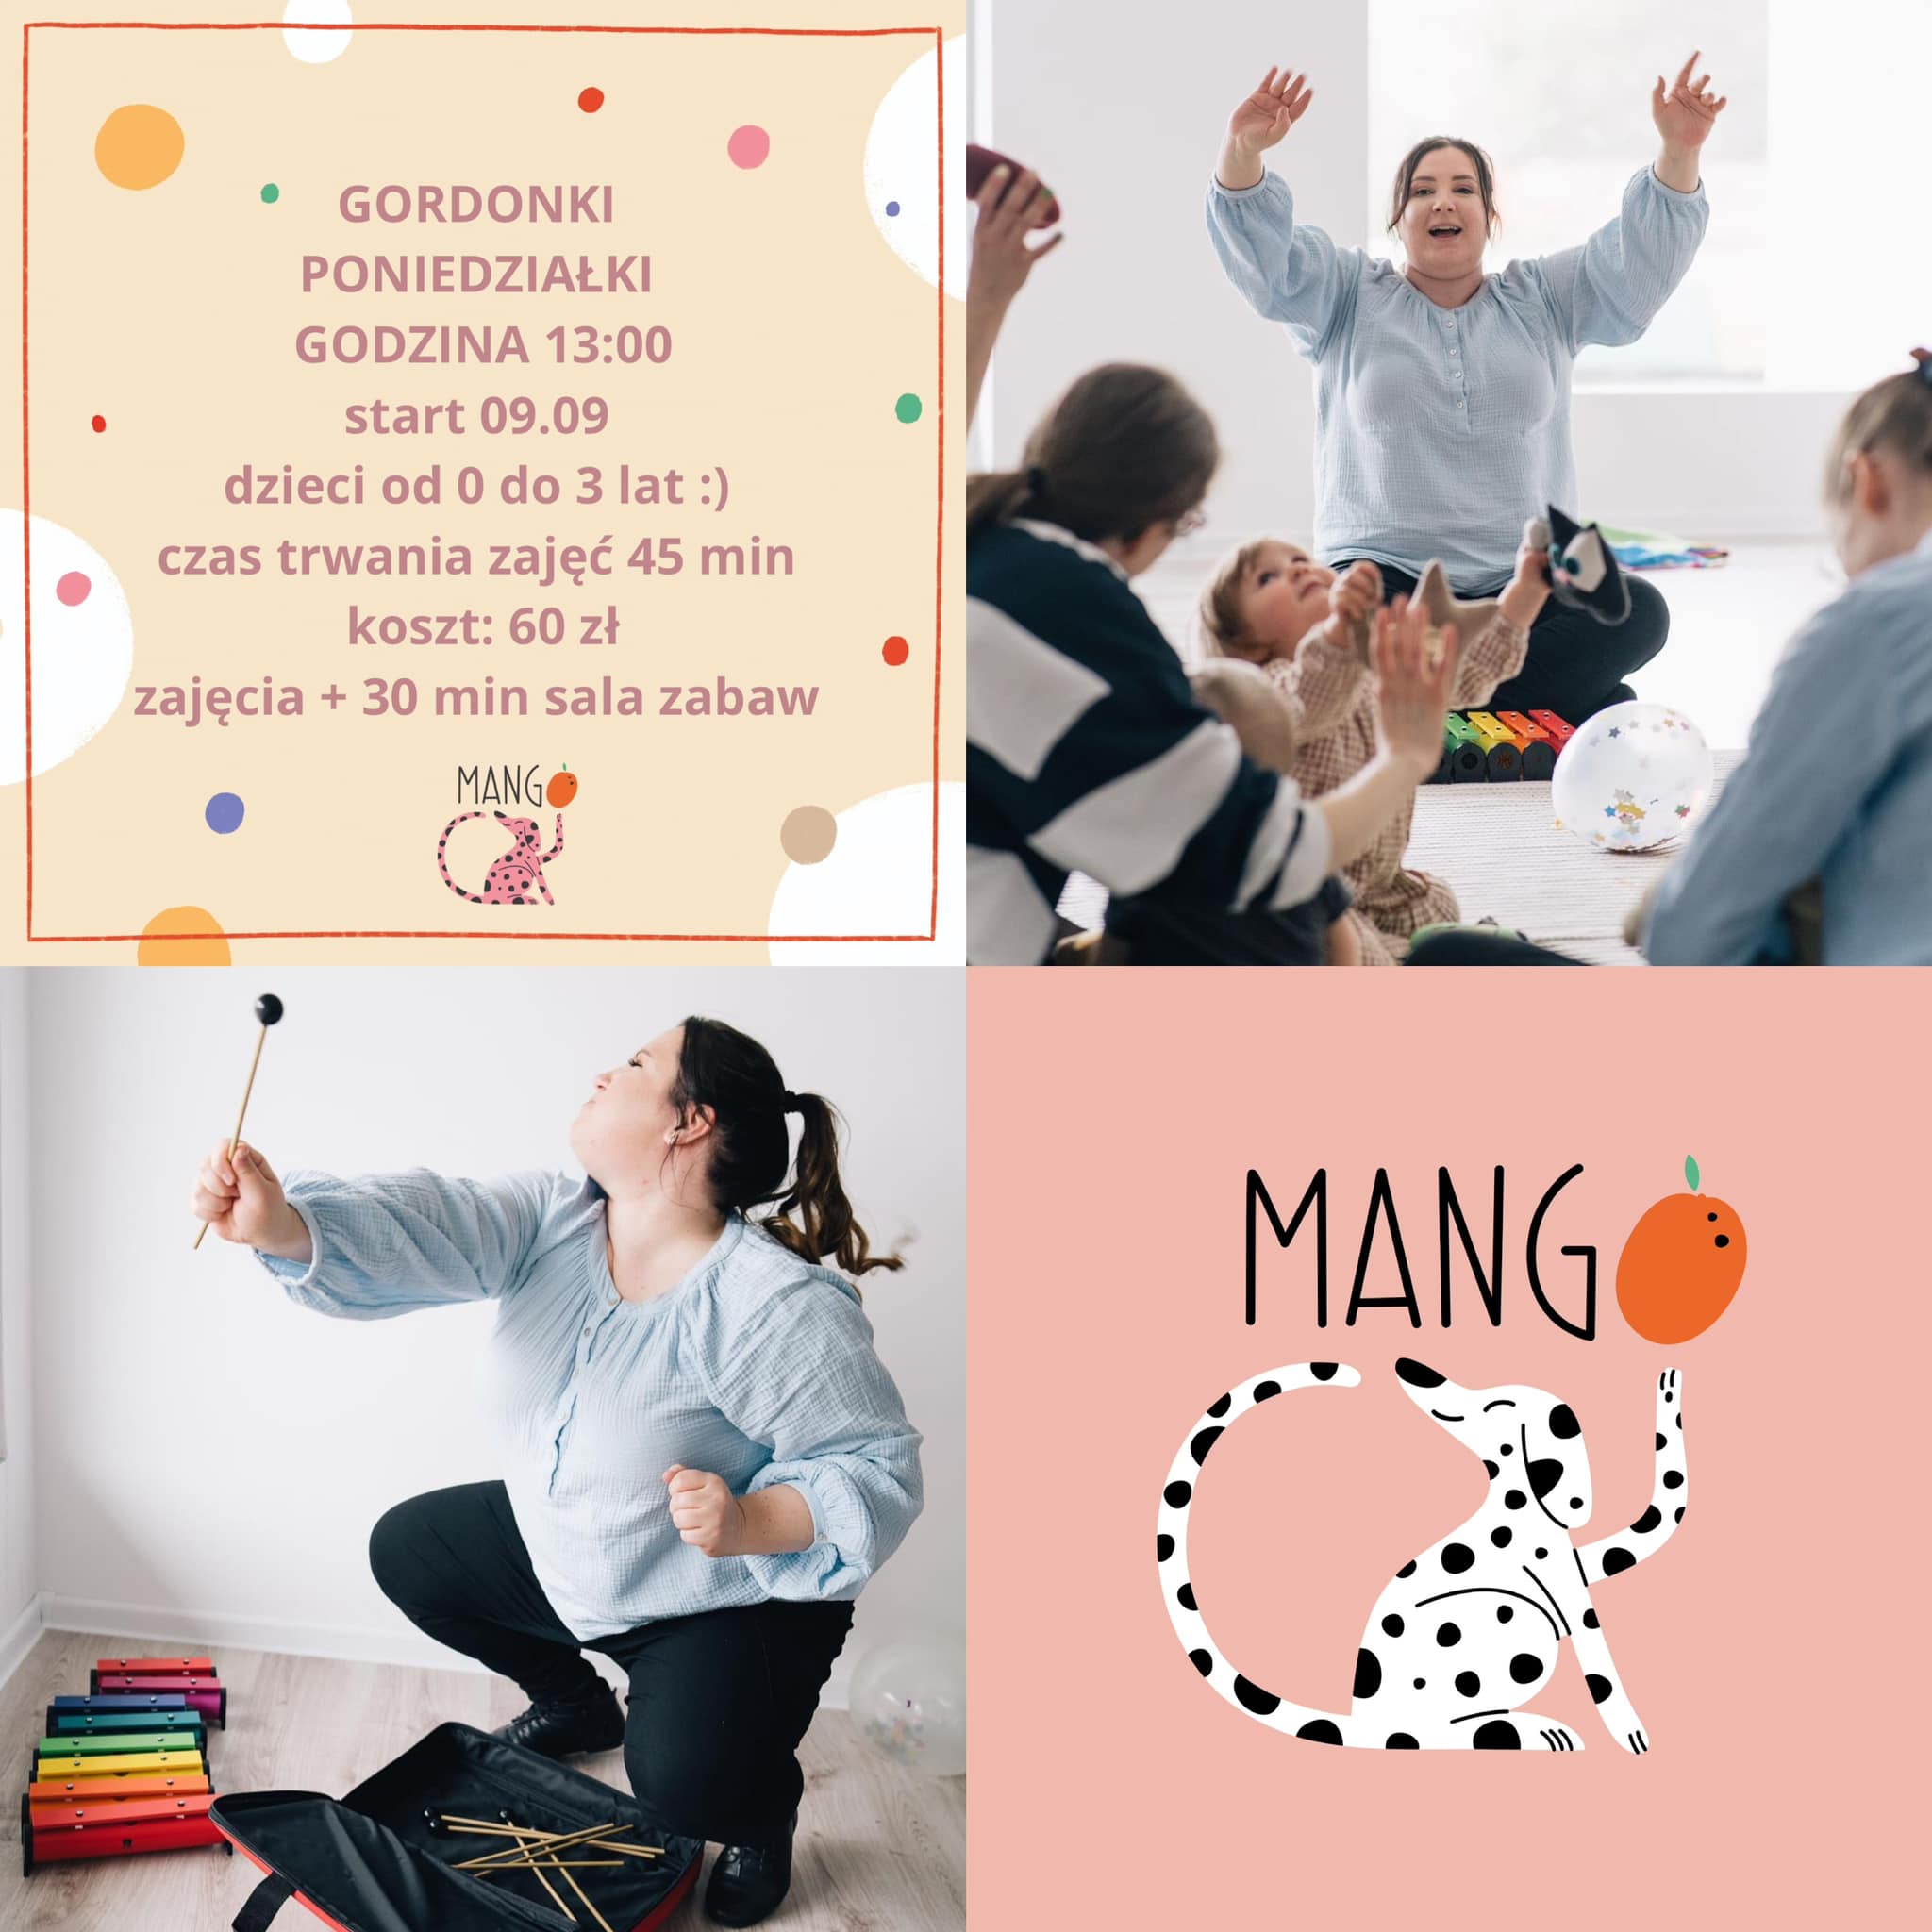 GORDONKI
PONIEDZIAŁKI
GODZINA 13:00
start 09.09
dzieci od 0 do 3 lat :)
czas trwania zajęć 45 min
koszt: 60 zł
zajęcia + 30 min sala zabaw
MANGO
MANGO